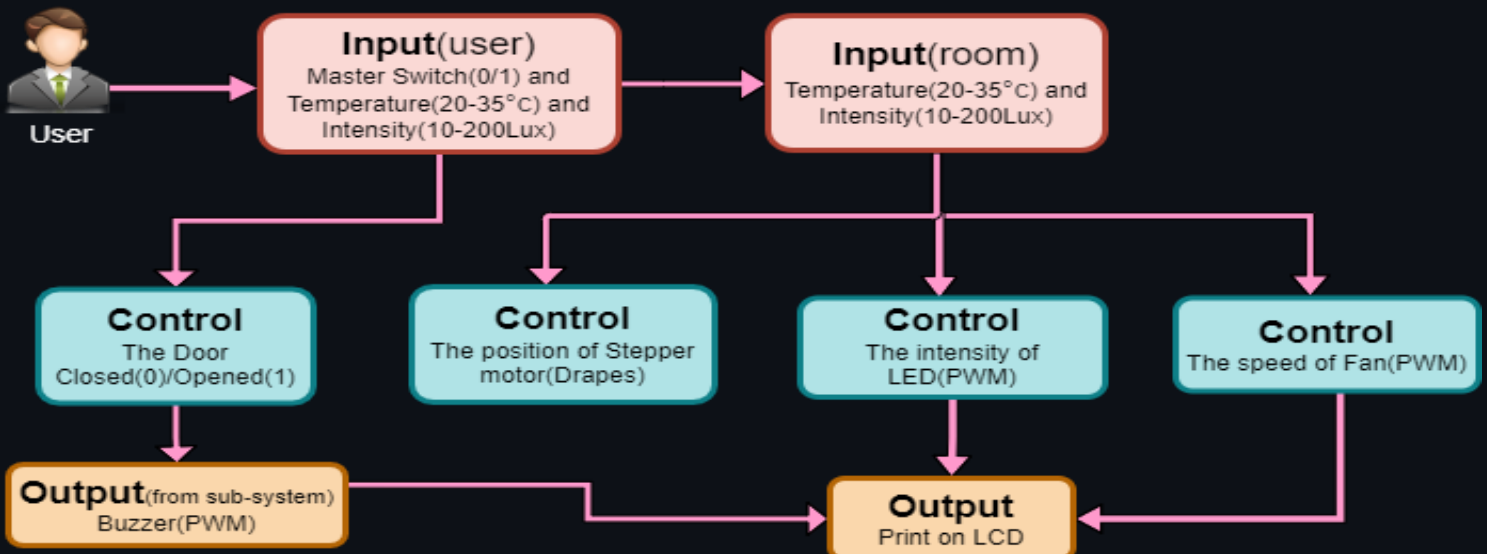 User
Input(user)
Master Switch(0/1) and
Temperature(20-35°C) and
Intensity(10-200Lux)
Input(room)
Temperature(20-35°C) and
Intensity(10-200Lux)
Control
The Door
Closed(0)/Opened(1)
Control
The position of Stepper
motor(Drapes)
Control
The intensity of
LED(PWM)
Control
The speed of Fan(PWM)
Output(from sub-system)
Buzzer(PWM)
Output
Print on LCD